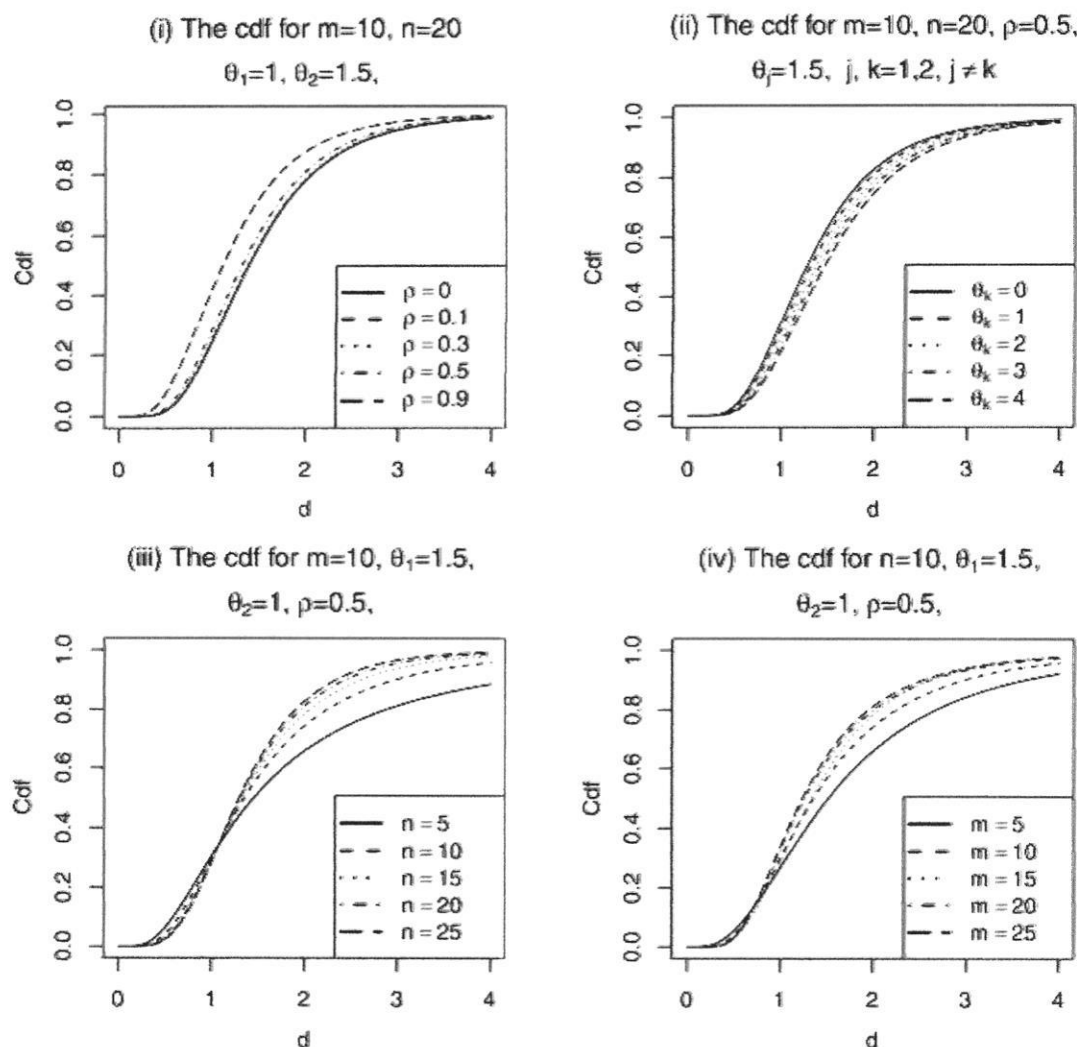 (i) The cdf for m=10, n=20
θ₁=1, θ₂=1.5,
Cdf
0.0 0.2 0.4 0.6 0.8 1.0
ρ = 0
ρ = 0.1
ρ = 0.3
ρ = 0.5
ρ = 0.9
0 1 2 3 4
d
(ii) The cdf for m=10, n=20, ρ=0.5,
θⱼ=1.5, j, k=1,2, j ≠ k
Cdf
0.0 0.2 0.4 0.6 0.8 1.0
θₖ = 0
θₖ = 1
θₖ = 2
θₖ = 3
θₖ = 4
0 1 2 3 4
d
(iii) The cdf for m=10, θ₁=1.5,
θ₂=1, ρ=0.5,
Cdf
0.0 0.2 0.4 0.6 0.8 1.0
n = 5
n = 10
n = 15
n = 20
n = 25
0 1 2 3 4
d
(iv) The cdf for n=10, θ₁=1.5,
θ₂=1, ρ=0.5,
Cdf
0.0 0.2 0.4 0.6 0.8 1.0
m = 5
m = 10
m = 15
m = 20
m = 25
0 1 2 3 4
d